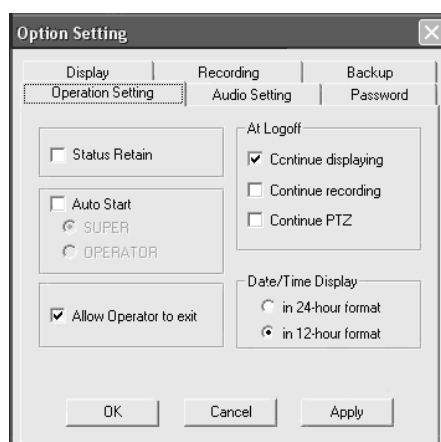 Option Setting
Display Recording Backup
Operation Setting Audio Setting Password
Status Retain
Auto Start
SUPER
OPERATOR
Allow Operator to exit
At Logoff
Continue displaying
Continue recording
Continue PTZ
Date/Time Display
in 24-hour format
in 12-hour format
OK Cancel Apply